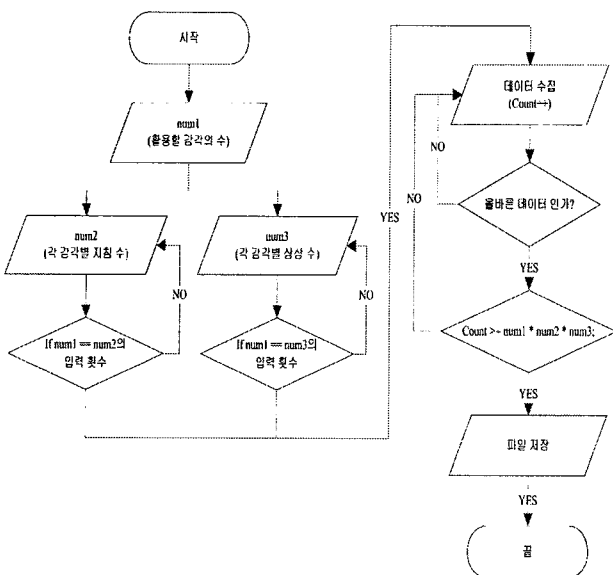 시작
num1
(활용할 감각의 수)
num2
(각 감각별 지침 수)
NO
If num1 == num2의
입력 횟수
num3
(각 감각별 상상 수)
NO
If num1 == num3의
입력 횟수
YES
데이터 수집
(Count++)
NO
NO
올바른 데이터 인가?
YES
Count >= num1 * num2 * num3;
YES
파일 저장
YES
끝